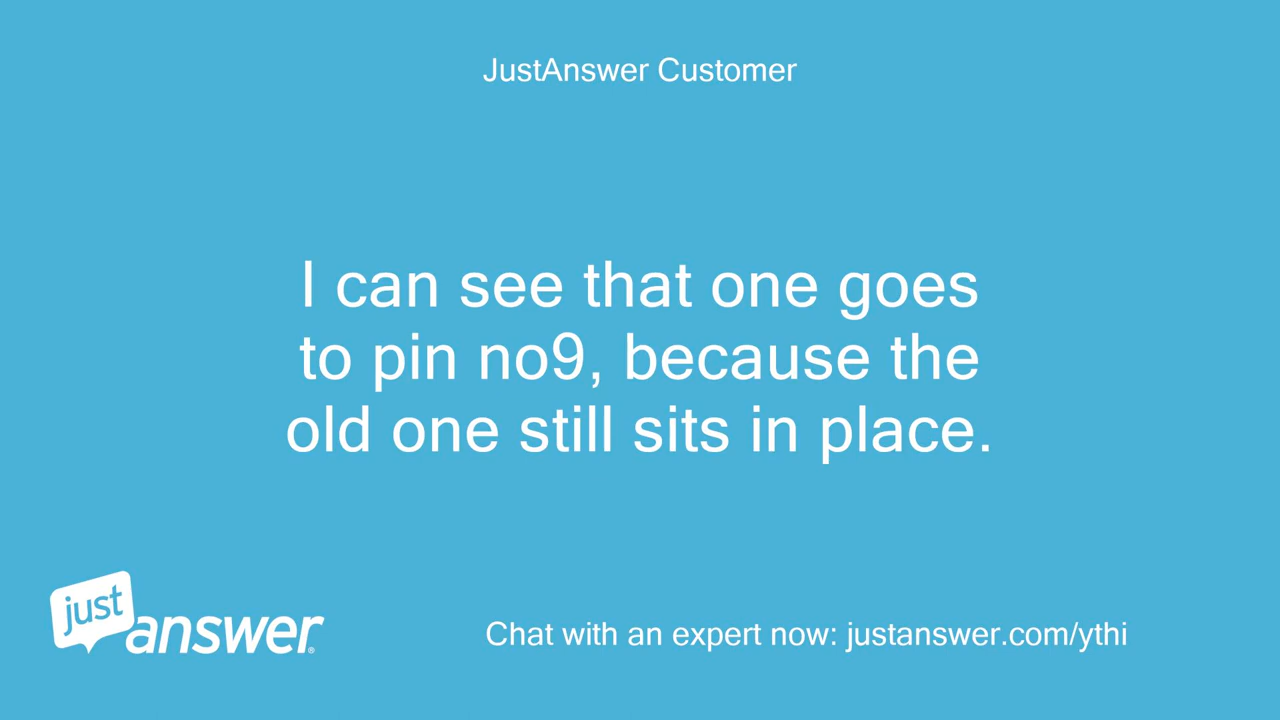 JustAnswer Customer
I can see that one goes
to pin no9, because the
old one still sits in place.
just
answer®
Chat with an expert now: justanswer.com/ythi